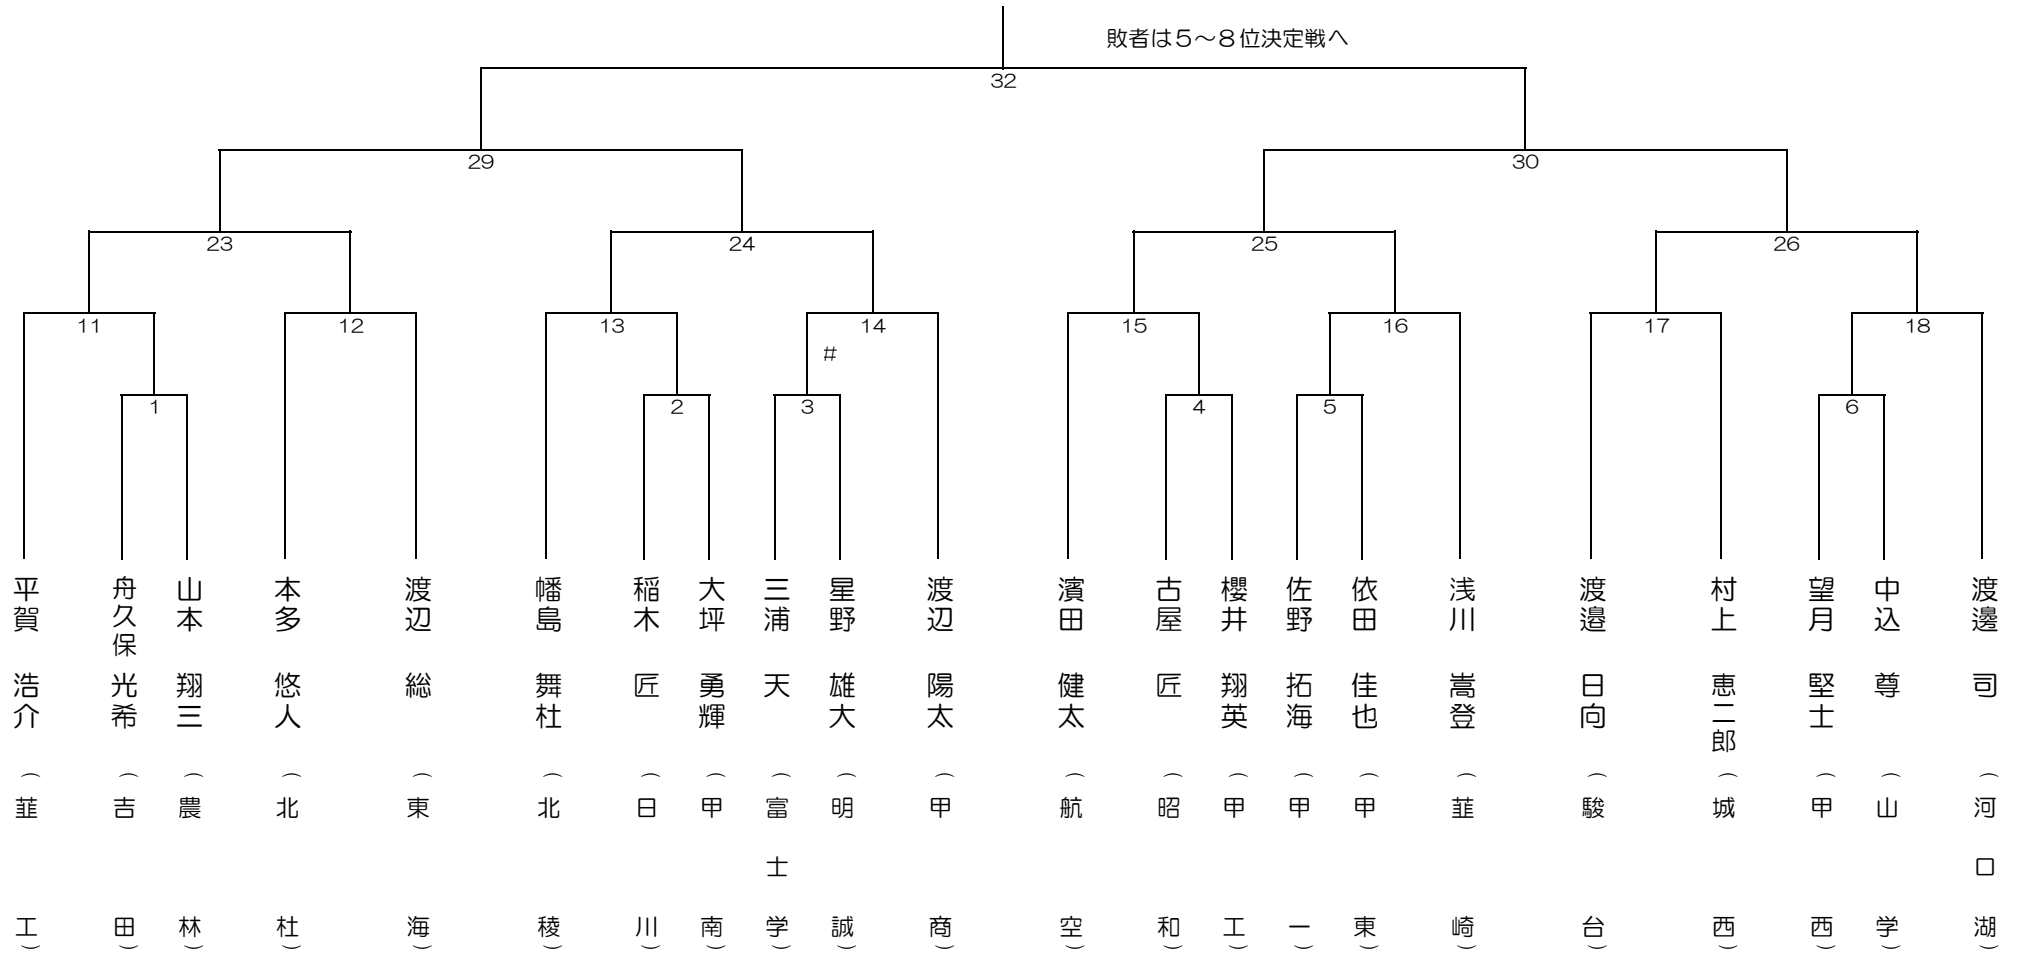 敗者は５～８位決定戦へ
32
29
30
23
24
25
26
11
12
13
14
15
16
17
18
#
1
2
3
4
5
6
平賀 浩介 (韮工)
舟久保 光希 (吉田)
山本 翔三 (農林)
本多 悠人 (北杜)
渡辺 総 (東海)
幡島 舞杜 (北稜)
稲木 匠 (日川)
大坪 勇輝 (甲南)
三浦 天 (富士学)
星野 雄大 (明誠)
渡辺 陽太 (甲商)
濱田 健太 (航空)
古屋 匠 (昭和)
櫻井 翔英 (甲工)
佐野 拓海 (甲一)
依田 佳也 (甲東)
浅川 嵩登 (韮崎)
渡邉 日向 (駿台)
村上 恵二郎 (城西)
望月 堅士 (甲西)
中込 尊 (山学)
渡邊 司 (河口湖)